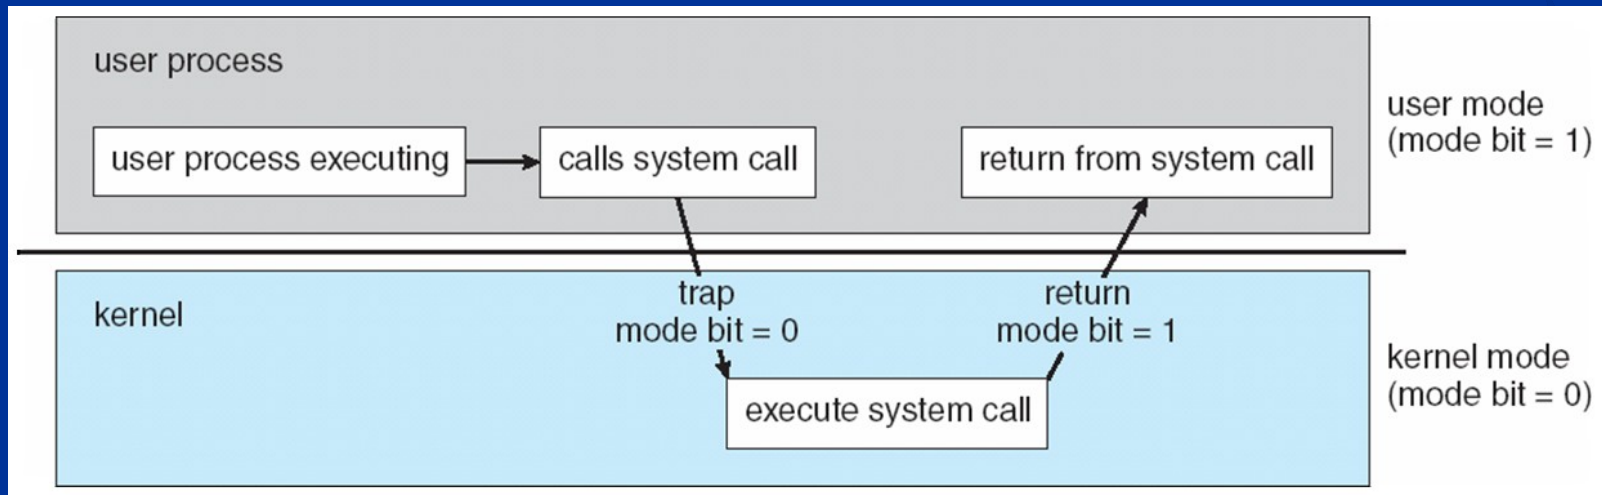 user process
user process executing
calls system call
return from system call
user mode
(mode bit = 1)
kernel
trap
mode bit = 0
return
mode bit = 1
execute system call
kernel mode
(mode bit = 0)